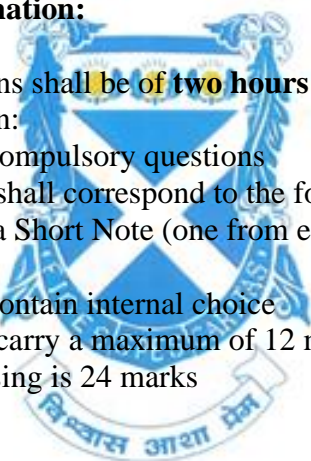 nation:
ns shall be of two hours
n:
ompulsory questions
shall correspond to the fo
a Short Note (one from e
ontain internal choice
carry a maximum of 12 m
ing is 24 marks
विश्वास आशा प्रेम